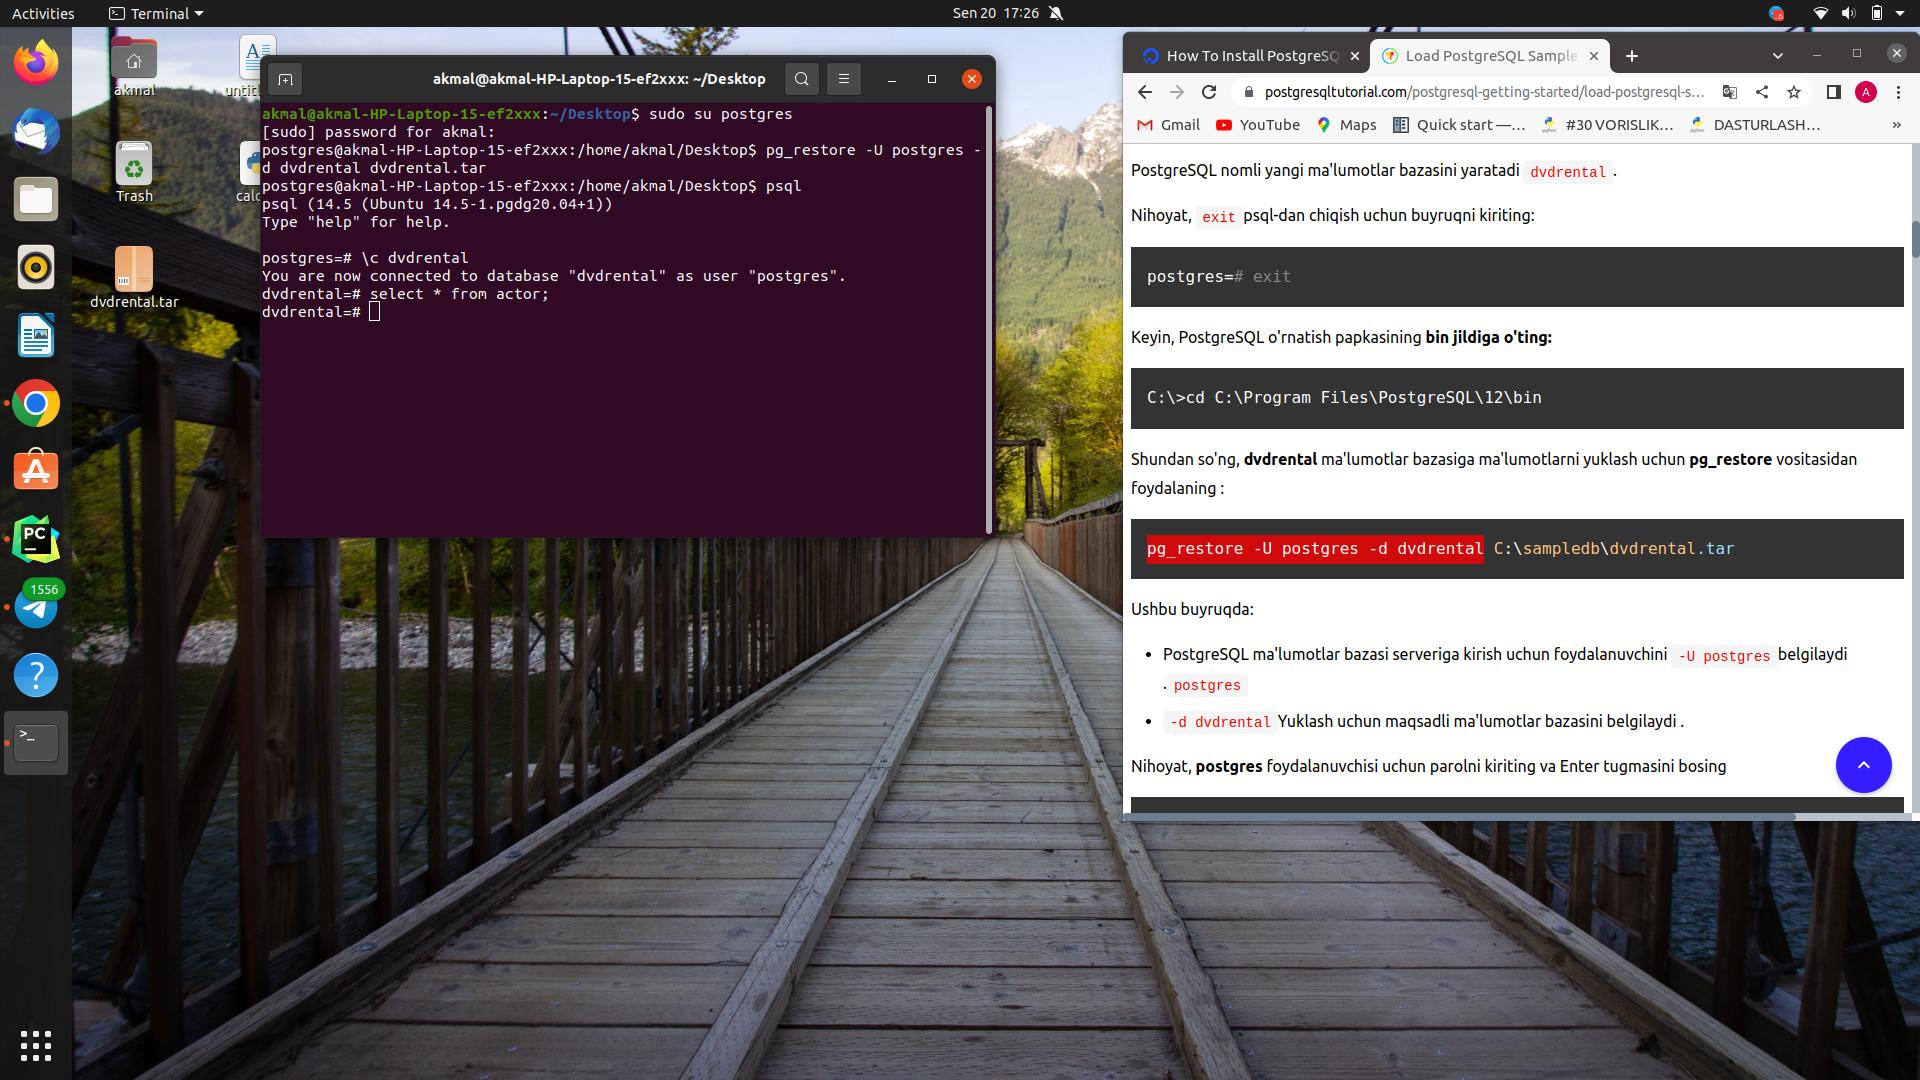 Activities
Terminal
Sen 20 17:26
akmal
Trash
dvdrental.tar
1556
akmal@akmal-HP-Laptop-15-ef2xxx: ~/Desktop
akmal@akmal-HP-Laptop-15-ef2xxx:~/Desktop$ sudo su postgres
[sudo] password for akmal:
postgres@akmal-HP-Laptop-15-ef2xxx:/home/akmal/Desktop$ pg_restore -U postgres -
d dvdrental dvdrental.tar
postgres@akmal-HP-Laptop-15-ef2xxx:/home/akmal/Desktop$ psql
psql (14.5 (Ubuntu 14.5-1.pgdg20.04+1))
Type "help" for help.
postgres=# \c dvdrental
You are now connected to database "dvdrental" as user "postgres".
dvdrental=# select * from actor;
dvdrental=#
How To Install PostgreSQ
Load PostgreSQL Sample
postgresqltutorial.com/postgresql-getting-started/load-postgresql-s...
A
Gmail
YouTube
Maps
Quick start —...
#30 VORISLIK...
DASTURLASH...
»
PostgreSQL nomli yangi ma'lumotlar bazasini yaratadi dvdrental .
Nihoyat, exit psql-dan chiqish uchun buyruqni kiriting:
postgres=# exit
Keyin, PostgreSQL o'rnatish papkasining bin jildiga o'ting:
C:\>cd C:\Program Files\PostgreSQL\12\bin
Shundan so'ng, dvdrental ma'lumotlar bazasiga ma'lumotlarni yuklash uchun pg_restore vositasidan
foydalaning :
pg_restore -U postgres -d dvdrental C:\sampledb\dvdrental.tar
Ushbu buyruqda:
• PostgreSQL ma'lumotlar bazasi serveriga kirish uchun foydalanuvchini -U postgres belgilaydi
. postgres
• -d dvdrental Yuklash uchun maqsadli ma'lumotlar bazasini belgilaydi .
Nihoyat, postgres foydalanuvchisi uchun parolni kiriting va Enter tugmasini bosing